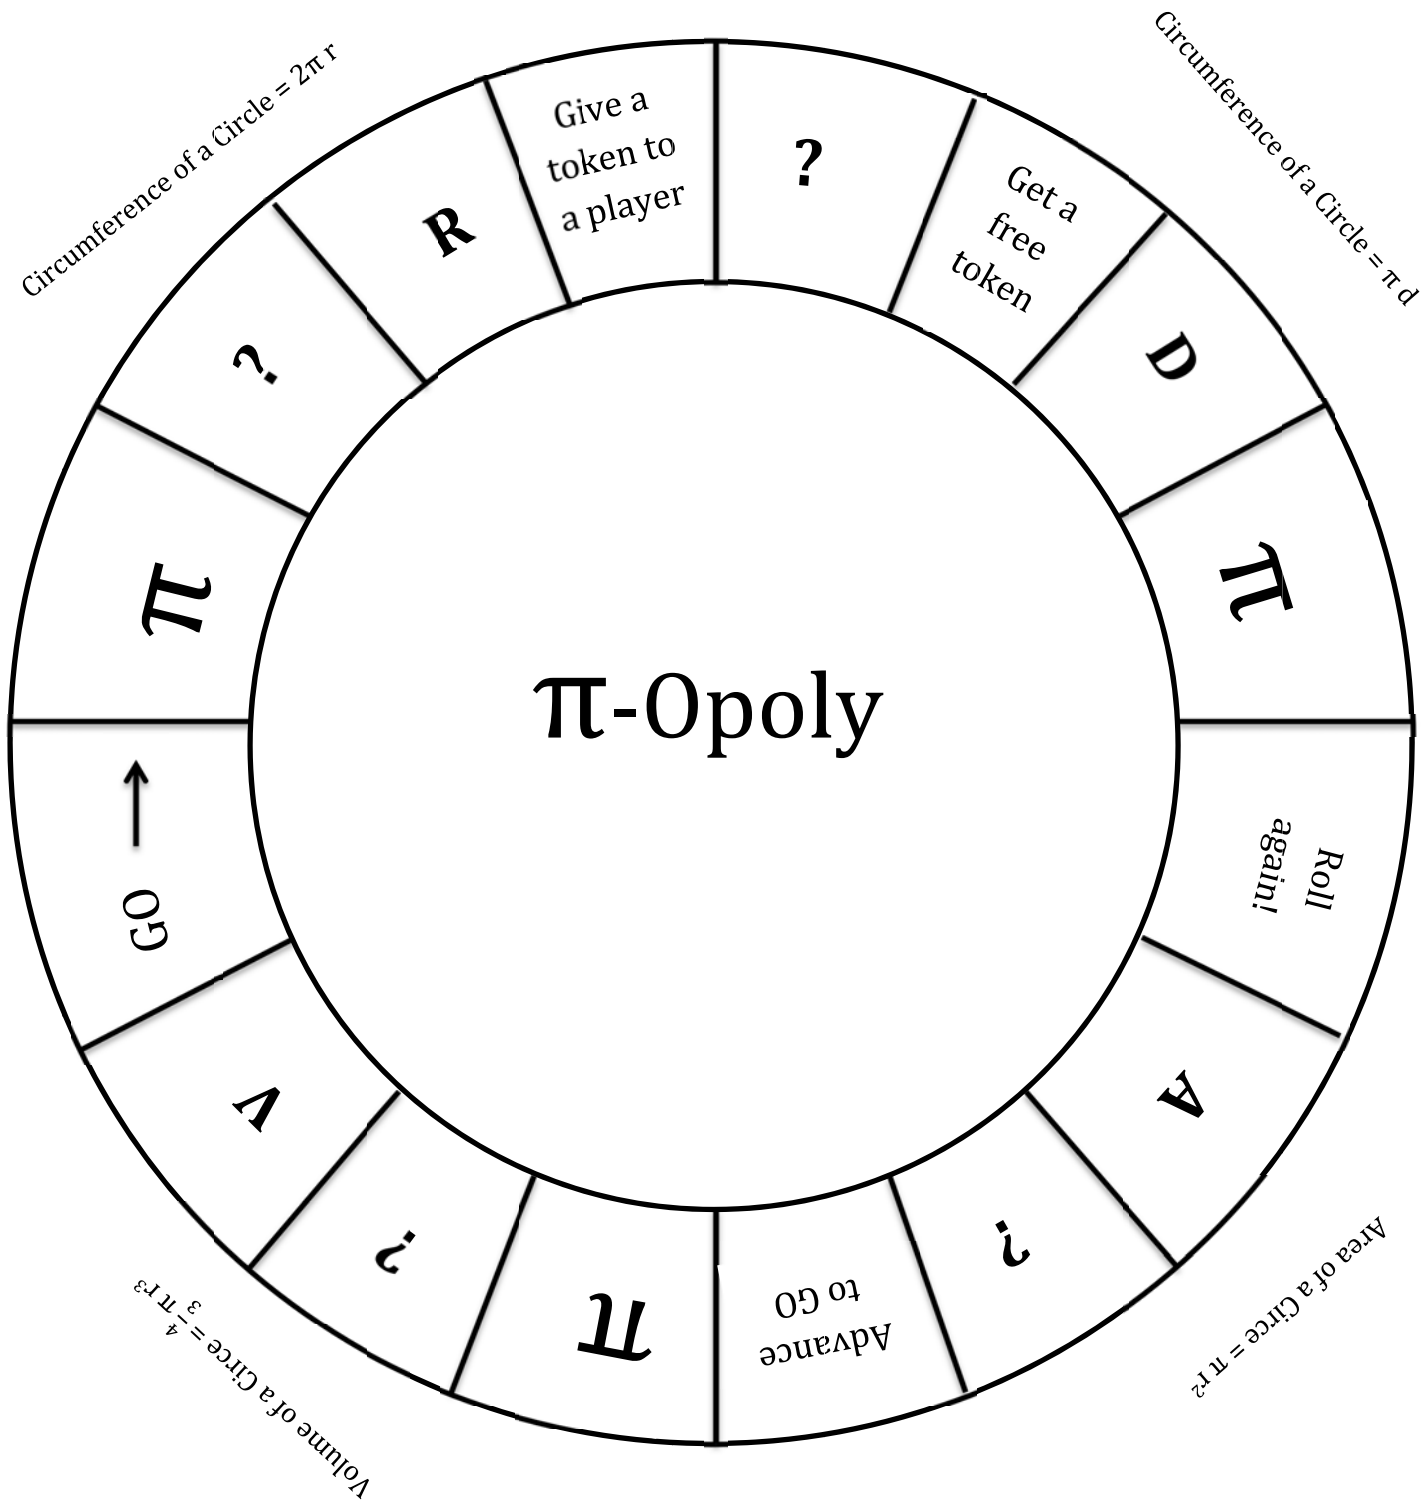 Circumference of a Circle = 2π r
Circumference of a Circle = π d
Give a
token to
a player
?
Get a
free
token
D
π
Roll
again!
A
?
Advance
to GO
π
?
V
GO
π
?
R
π-Opoly
Area of a Circe = π r²
Volume of a Circe = 4/3 π r³